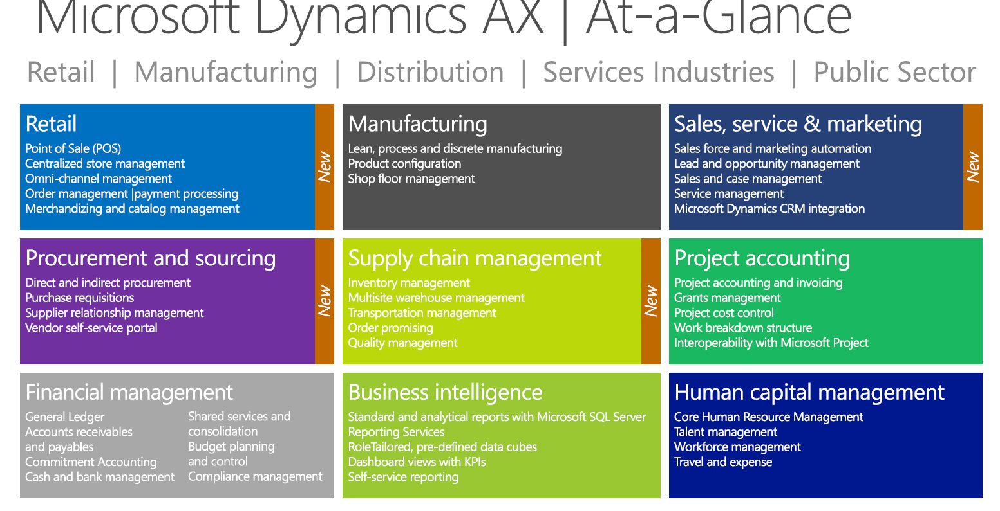 Microsoft Dynamics AX | At-a-Glance
Retail | Manufacturing | Distribution | Services Industries | Public Sector
Retail
Point of Sale (POS)
Centralized store management
Omni-channel management
Order management |payment processing
Merchandizing and catalog management
New
Manufacturing
Lean, process and discrete manufacturing
Product configuration
Shop floor management
Sales, service & marketing
Sales force and marketing automation
Lead and opportunity management
Sales and case management
Service management
Microsoft Dynamics CRM integration
New
Procurement and sourcing
Direct and indirect procurement
Purchase requisitions
Supplier relationship management
Vendor self-service portal
New
Supply chain management
Inventory management
Multisite warehouse management
Transportation management
Order promising
Quality management
New
Project accounting
Project accounting and invoicing
Grants management
Project cost control
Work breakdown structure
Interoperability with Microsoft Project
Financial management
General Ledger
Accounts receivables
and payables
Commitment Accounting
Cash and bank management
Shared services and
consolidation
Budget planning
and control
Compliance management
Business intelligence
Standard and analytical reports with Microsoft SQL Server
Reporting Services
RoleTailored, pre-defined data cubes
Dashboard views with KPIs
Self-service reporting
Human capital management
Core Human Resource Management
Talent management
Workforce management
Travel and expense